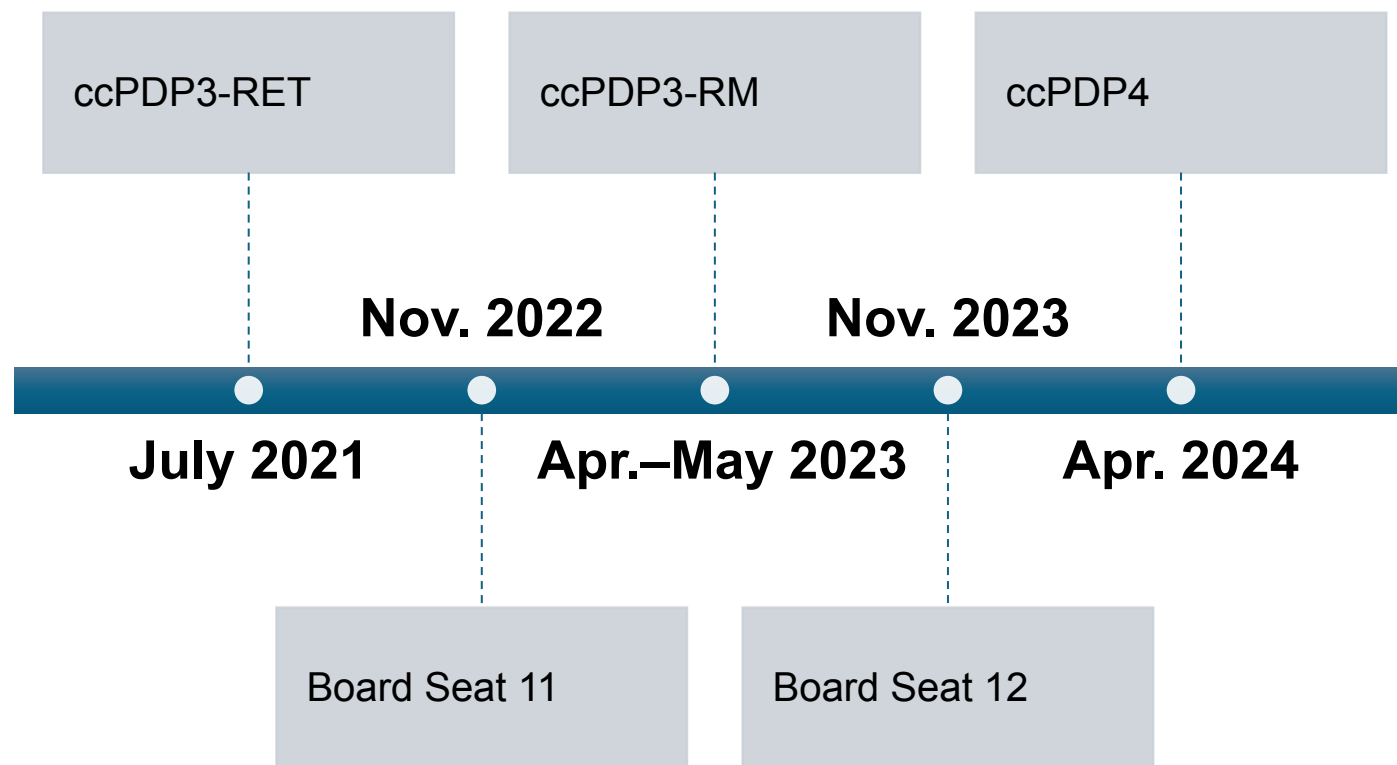 ccPDP3-RET
ccPDP3-RM
ccPDP4
Nov. 2022
Nov. 2023
July 2021
Apr.–May 2023
Apr. 2024
Board Seat 11
Board Seat 12